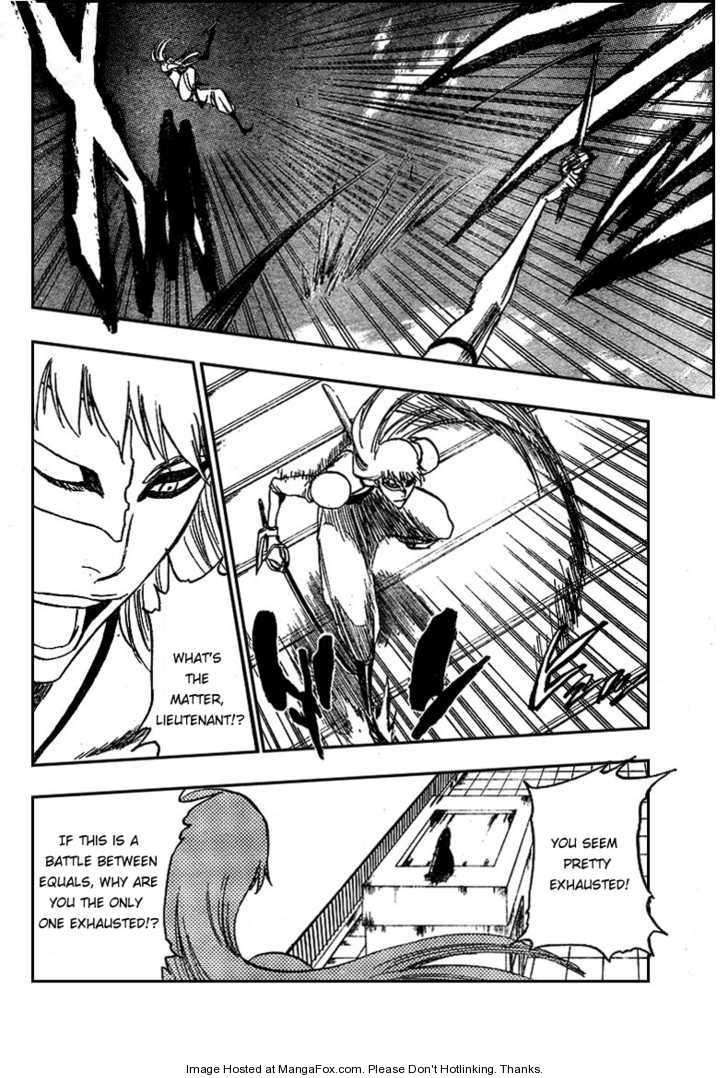 WHAT'S
THE
MATTER,
LIEUTENANT!?
YOU SEEM
PRETTY
EXHAUSTED!
IF THIS IS A
BATTLE BETWEEN
EQUALS, WHY ARE
YOU THE ONLY
ONE EXHAUSTED!?
Image Hosted at MangaFox.com. Please Don't Hotlinking. Thanks.